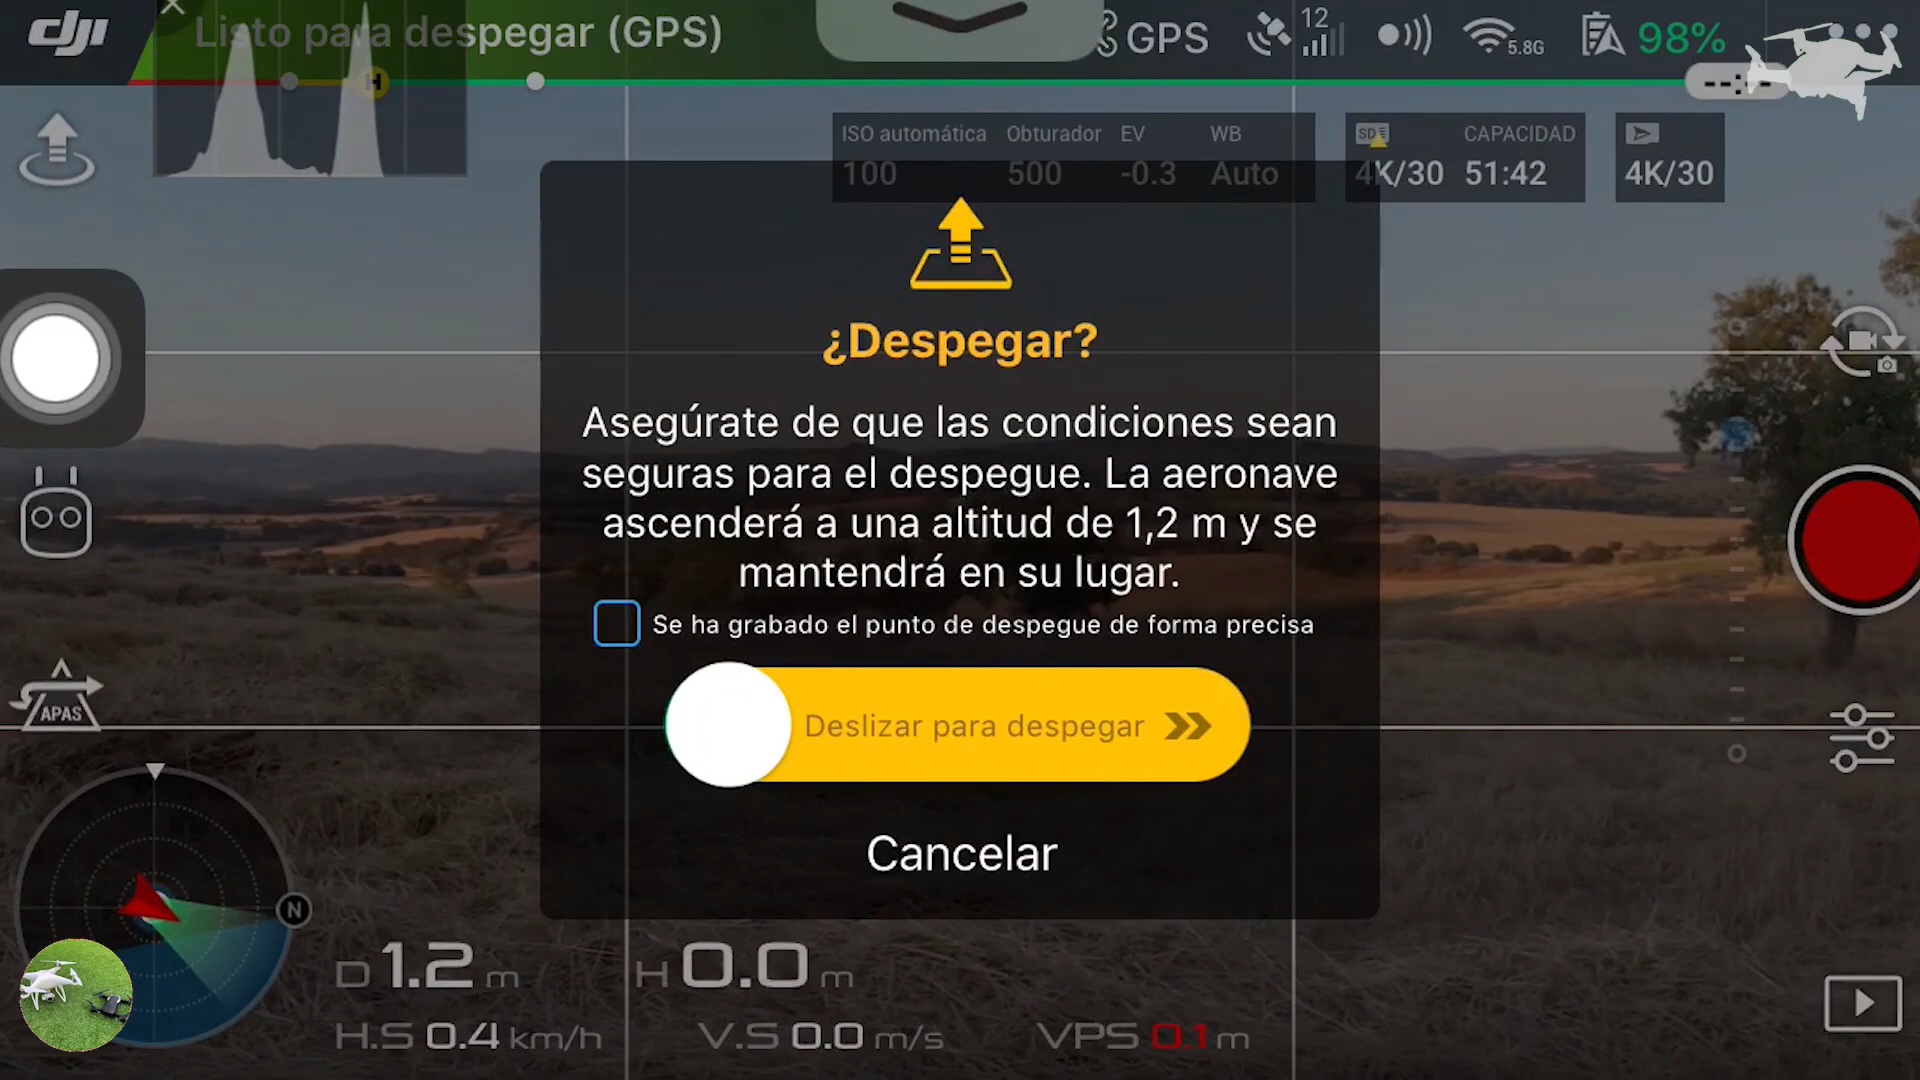 dji
Listo para despegar (GPS)
GPS
12
5.8G
98%
H
--:--
ISO automática Obturador EV WB
100 500 -0.3 Auto
SD CAPACIDAD
4K/30 51:42
4K/30
¿Despegar?
Asegúrate de que las condiciones sean
seguras para el despegue. La aeronave
ascenderá a una altitud de 1,2 m y se
mantendrá en su lugar.
Se ha grabado el punto de despegue de forma precisa
Deslizar para despegar
Cancelar
APAS
N
D 1.2 m H 0.0 m
H.S 0.4 km/h V.S 0.0 m/s VPS 0.1 m